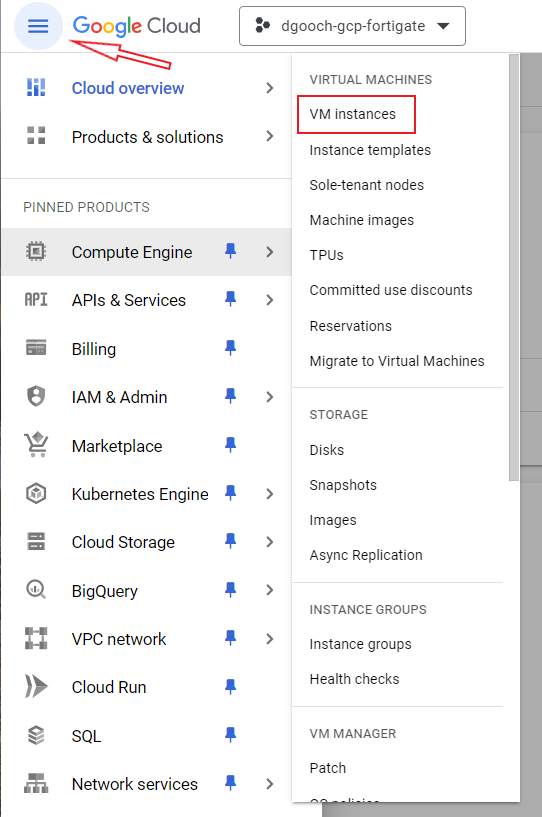 Google Cloud
dgooch-gcp-fortigate
Cloud overview
Products & solutions
PINNED PRODUCTS
Compute Engine
API APIs & Services
Billing
IAM & Admin
Marketplace
Kubernetes Engine
Cloud Storage
BigQuery
VPC network
Cloud Run
SQL
Network services
VIRTUAL MACHINES
VM instances
Instance templates
Sole-tenant nodes
Machine images
TPUs
Committed use discounts
Reservations
Migrate to Virtual Machines
STORAGE
Disks
Snapshots
Images
Async Replication
INSTANCE GROUPS
Instance groups
Health checks
VM MANAGER
Patch
OS policies